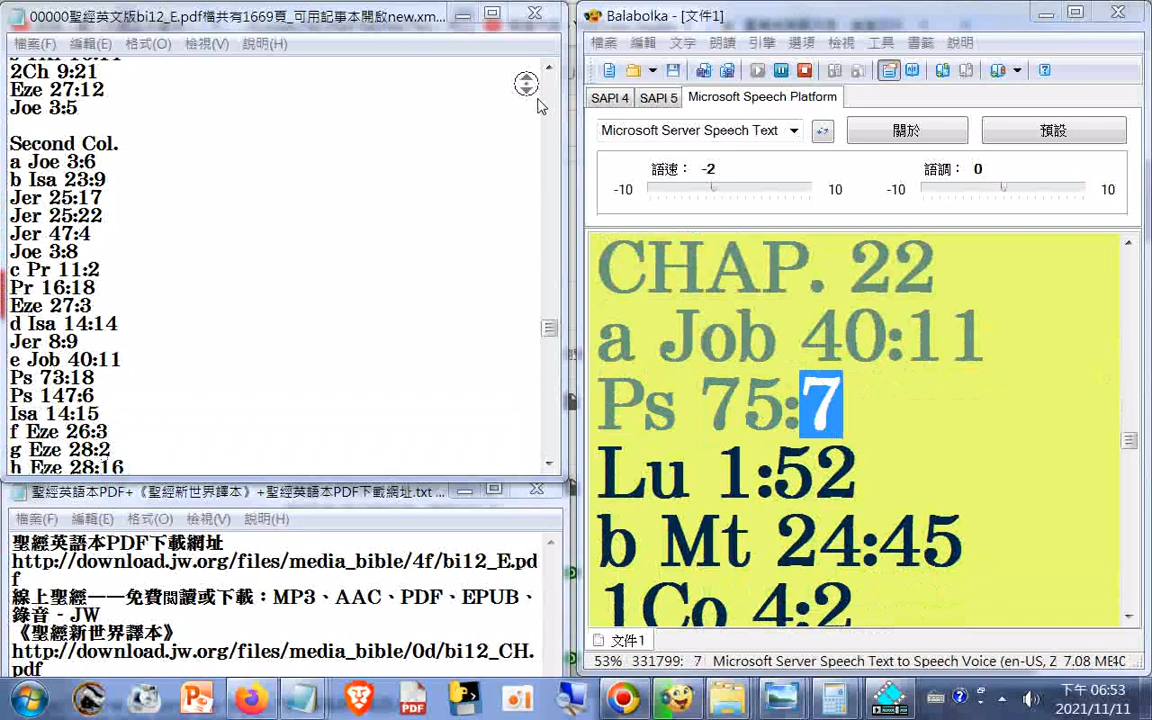 00000聖經英文版bi12_E.pdf檔共有1669頁_可用記事本開啟new.xm...
檔案(F) 編輯(E) 格式(O) 檢視(V) 說明(H)
2Ch 9:21
Eze 27:12
Joe 3:5
Second Col.
a Joe 3:6
b Isa 23:9
Jer 25:17
Jer 25:22
Jer 47:4
Joe 3:8
c Pr 11:2
Pr 16:18
Eze 27:3
d Isa 14:14
Jer 8:9
e Job 40:11
Ps 73:18
Ps 147:6
Isa 14:15
f Eze 26:3
g Eze 28:2
h Eze 28:16
聖經英語本PDF+《聖經新世界譯本》+聖經英語本PDF下載網址.txt ...
檔案(F) 編輯(E) 格式(O) 檢視(V) 說明(H)
聖經英語本PDF下載網址
http://download.jw.org/files/media_bible/4f/bi12_E.pd
f
線上聖經——免費閱讀或下載：MP3、AAC、PDF、EPUB、
錄音 - JW
《聖經新世界譯本》
http://download.jw.org/files/media_bible/0d/bi12_CH.
pdf
Balabolka - [文件1]
檔案 編輯 文字 朗讀 引擎 選項 檢視 工具 書籤 說明
SAPI 4 SAPI 5 Microsoft Speech Platform
Microsoft Server Speech Text 關於 預設
語速： -2 語調： 0
-10 10 -10 10
CHAP. 22
a Job 40:11
Ps 75:7
Lu 1:52
b Mt 24:45
1Co 4:2
文件1
53% 331799: 7 Microsoft Server Speech Text to Speech Voice (en-US, Z 7.08 ME
下午 06:53
2021/11/11